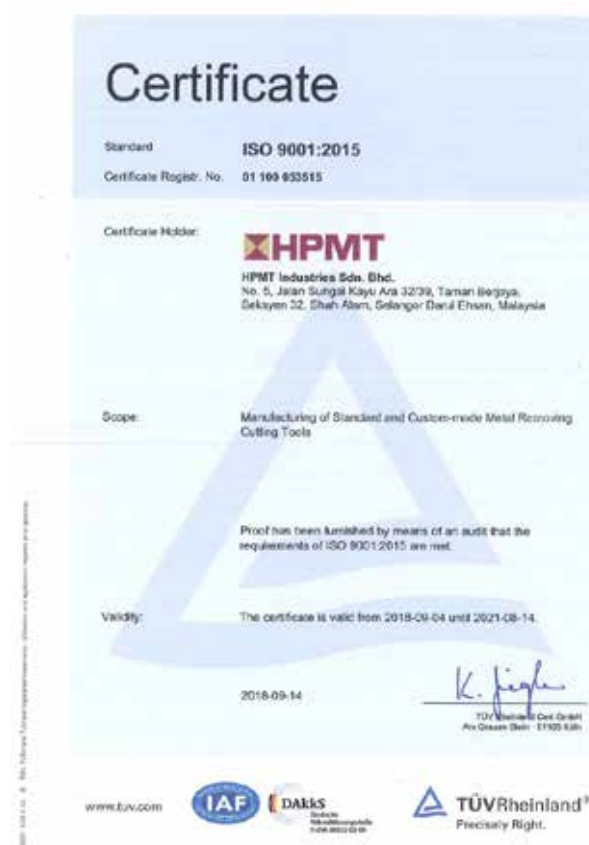 Certificate
Standard ISO 9001:2015
Certificate Registr. No. 01 100 053515
Certificate Holder:
HPMT
HPMT Industries Sdn. Bhd.
No. 5, Jalan Sungai Kayu Ara 32/39, Taman Berjaya,
Seksyen 32, Shah Alam, Selangor Darul Ehsan, Malaysia
Scope: Manufacturing of Standard and Custom-made Metal Removing
Cutting Tools
Proof has been furnished by means of an audit that the
requirements of ISO 9001:2015 are met.
Validity: The certificate is valid from 2018-09-04 until 2021-08-14.
2018-09-14
TÜV Rheinland Cert GmbH
Am Grauen Stein · 51105 Köln
www.tuv.com
IAF
DAkkS
Deutsche
Akkreditierungsstelle
TÜVRheinland®
Precisely Right.